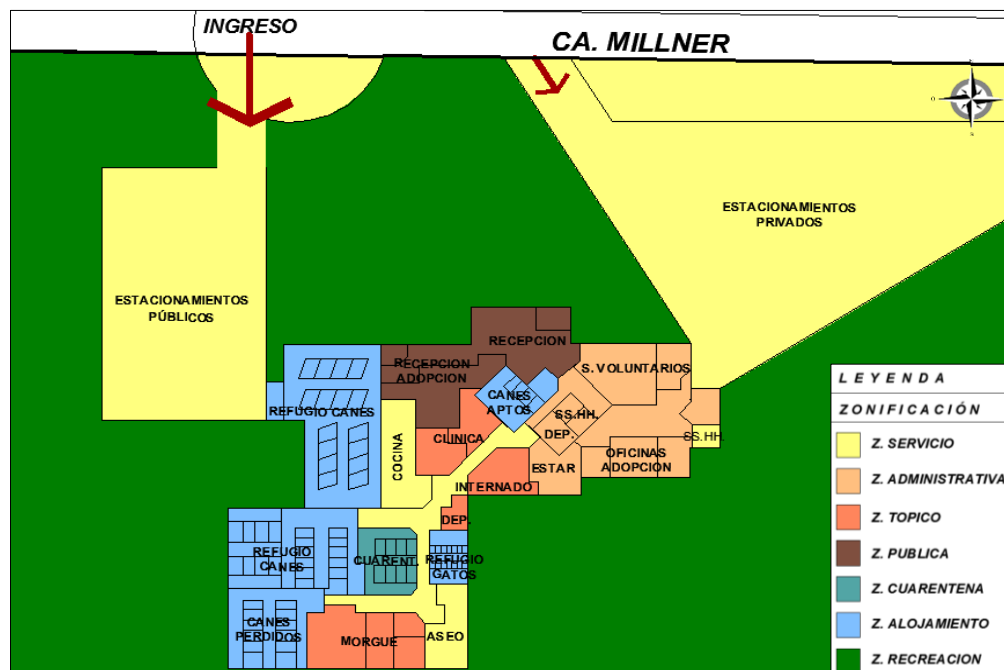 INGRESO
CA. MILLNER
O
S
ESTACIONAMIENTOS
PRIVADOS
ESTACIONAMIENTOS
PÚBLICOS
RECEPCION
RECEPCION
ADOPCION
S. VOLUNTARIOS
CANES
APTOS
REFUGIO CANES
SS.HH.
DEP.
CLINICA
SS.HH.
COCINA
OFICINAS
ADOPCION
ESTAR
INTERNADO
DEP.
REFUGIO
CANES
CUARENT.
REFUGIO
GATOS
CANES
PERDIDOS
MORGUE
ASEO
LEYENDA
ZONIFICACIÓN
Z. SERVICIO
Z. ADMINISTRATIVA
Z. TOPICO
Z. PUBLICA
Z. CUARENTENA
Z. ALOJAMIENTO
Z. RECREACION